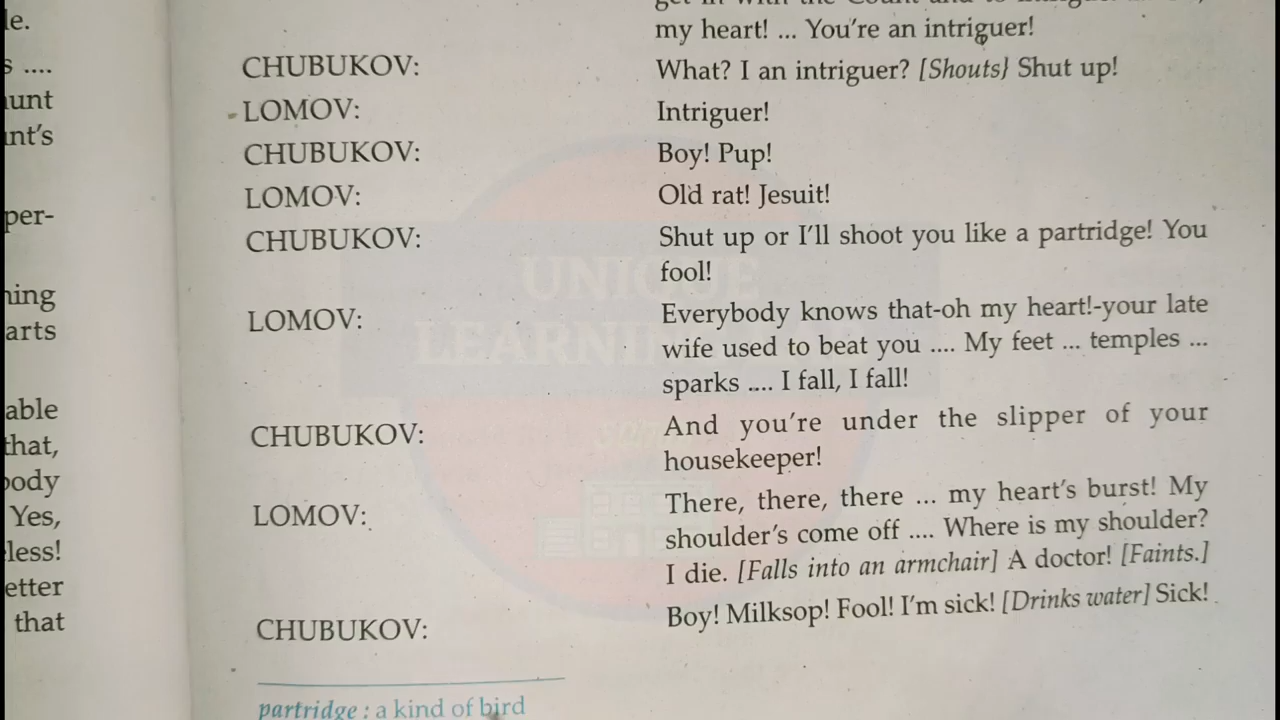 le.
my heart! ... You're an intriguer!
s ....
CHUBUKOV: What? I an intriguer? [Shouts} Shut up!
unt
LOMOV: Intriguer!
nt's
CHUBUKOV: Boy! Pup!
LOMOV: Old rat! Jesuit!
per-
CHUBUKOV: Shut up or I'll shoot you like a partridge! You
fool!
ning
LOMOV: Everybody knows that-oh my heart!-your late
arts
wife used to beat you .... My feet ... temples ...
sparks .... I fall, I fall!
able
CHUBUKOV: And you're under the slipper of your
that,
housekeeper!
body
Yes,
LOMOV: There, there, there ... my heart's burst! My
less!
shoulder's come off .... Where is my shoulder?
etter
I die. [Falls into an armchair] A doctor! [Faints.]
that
CHUBUKOV: Boy! Milksop! Fool! I'm sick! [Drinks water] Sick!
partridge : a kind of bird
UNIQUE
LEARNING